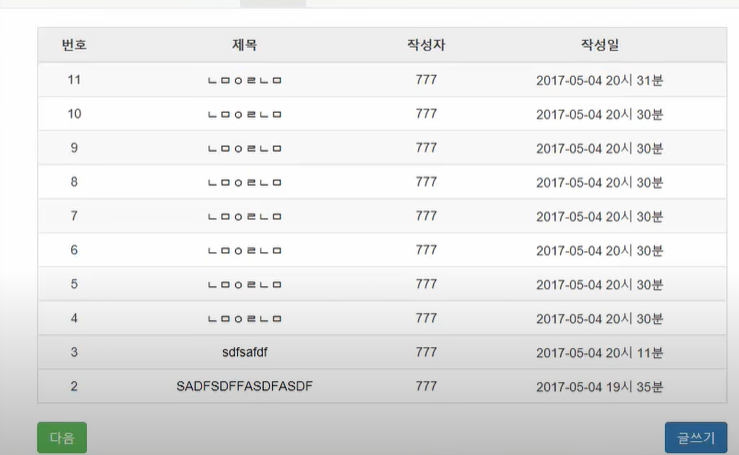 번호 제목 작성자 작성일
11 ㄴㅁㅇㄹㄴㅁ 777 2017-05-04 20시 31분
10 ㄴㅁㅇㄹㄴㅁ 777 2017-05-04 20시 30분
9 ㄴㅁㅇㄹㄴㅁ 777 2017-05-04 20시 30분
8 ㄴㅁㅇㄹㄴㅁ 777 2017-05-04 20시 30분
7 ㄴㅁㅇㄹㄴㅁ 777 2017-05-04 20시 30분
6 ㄴㅁㅇㄹㄴㅁ 777 2017-05-04 20시 30분
5 ㄴㅁㅇㄹㄴㅁ 777 2017-05-04 20시 30분
4 ㄴㅁㅇㄹㄴㅁ 777 2017-05-04 20시 30분
3 sdfsafdf 777 2017-05-04 20시 11분
2 SADFSDFFASDFASDF 777 2017-05-04 19시 35분
다음 글쓰기